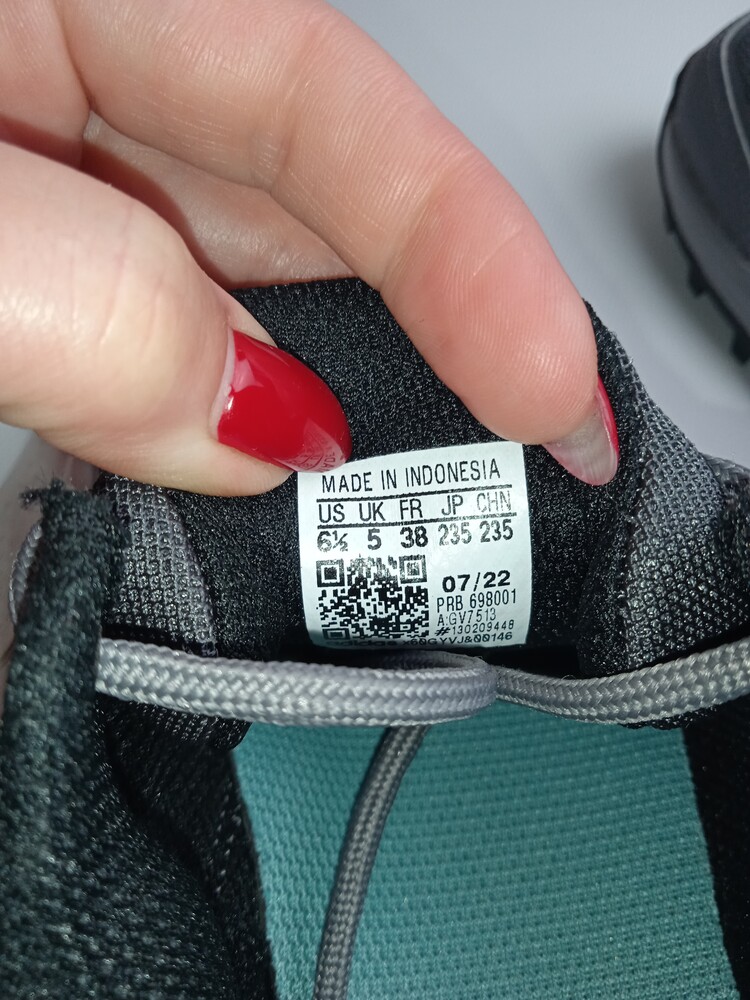 MADE IN INDONESIA
US UK FR JP CHN
6½ 5 38 235 235
07/22
PRB 698001
A:GV7513
#130209448